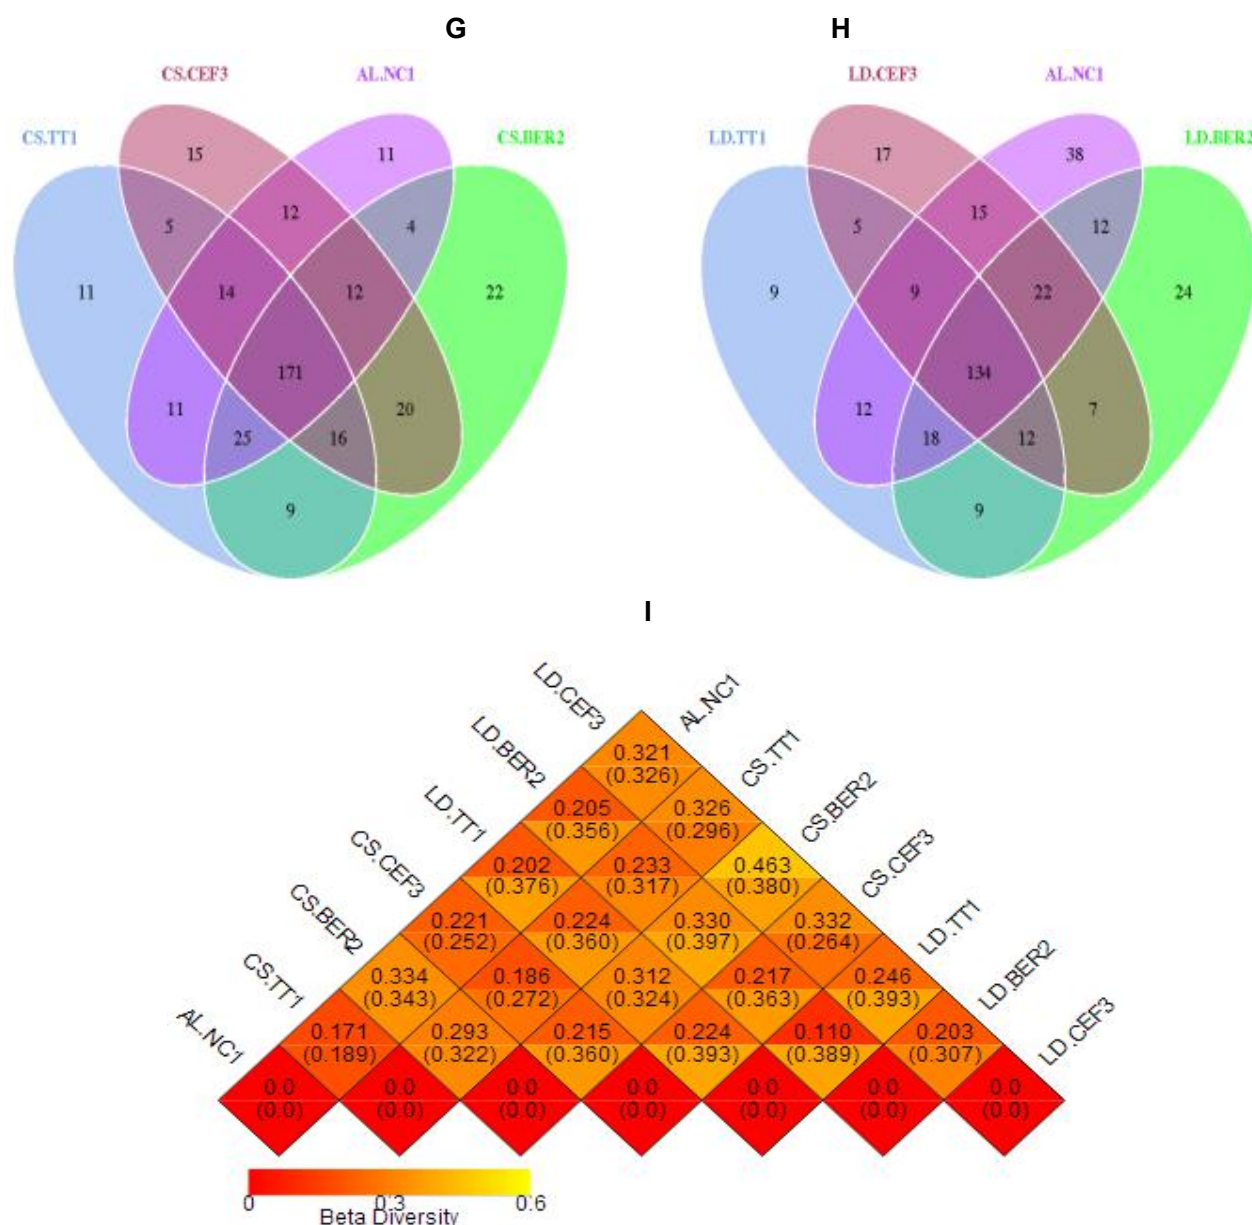 G H
CS.CEF3 AL.NC1 LD.CEF3 AL.NC1
CS.TT1 CS.BER2 LD.TT1 LD.BER2
15 11 17 38
5 12 4 5 15 12
11 14 12 22 9 9 22 24
171 134
11 20 12 7
25 16 18 12
9 9
I
LD.CEF3 AL.NC1
LD.BER2 CS.TT1
LD.TT1 CS.BER2
CS.CEF3 CS.CEF3
CS.BER2 LD.TT1
CS.TT1 LD.BER2
AL.NC1 LD.CEF3
0.321
(0.326)
0.205 0.326
(0.356) (0.296)
0.202 0.233 0.463
(0.376) (0.317) (0.380)
0.221 0.224 0.330 0.332
(0.252) (0.360) (0.397) (0.264)
0.334 0.186 0.312 0.217 0.246
(0.343) (0.272) (0.324) (0.363) (0.393)
0.171 0.293 0.215 0.224 0.110 0.203
(0.189) (0.322) (0.360) (0.393) (0.389) (0.307)
0.0 0.0 0.0 0.0 0.0 0.0 0.0
(0.0) (0.0) (0.0) (0.0) (0.0) (0.0) (0.0)
0 0.3 0.6
Beta Diversity